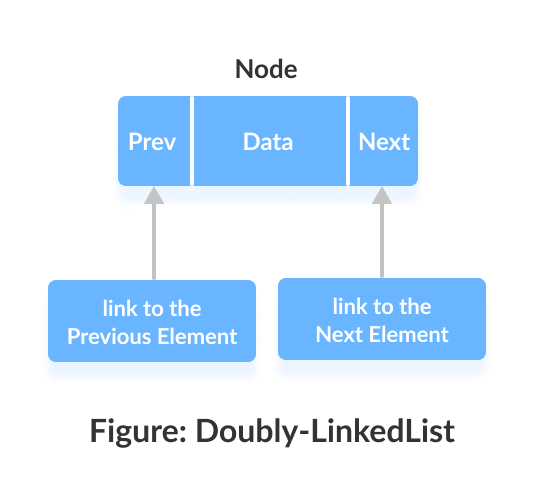 Node
Prev
Data
Next
link to the
Previous Element
link to the
Next Element
Figure: Doubly-LinkedList